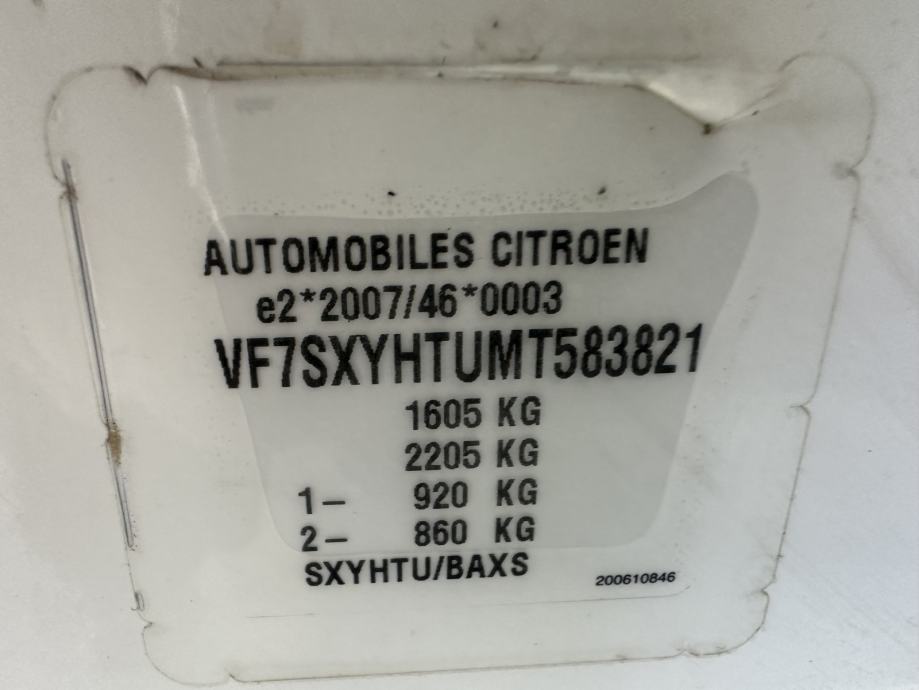 AUTOMOBILES CITROEN
e2*2007/46*0003
VF7SXYHTUMT583821
1605 KG
2205 KG
1– 920 KG
2– 860 KG
SXYHTU/BAXS
200610846